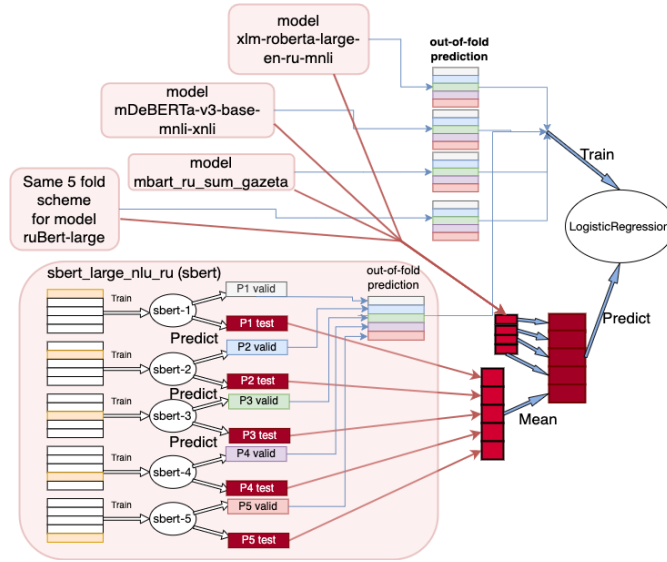 model
xlm-roberta-large-
en-ru-mnli
out-of-fold
prediction
model
mDeBERTa-v3-base-
mnli-xnli
Train
model
mbart_ru_sum_gazeta
Same 5 fold
scheme
for model
ruBert-large
LogisticRegression
sbert_large_nlu_ru (sbert)
out-of-fold
prediction
Train
sbert-1
P1 valid
P1 test
Predict
Predict
Train
sbert-2
P2 valid
P2 test
Predict
Train
sbert-3
P3 valid
P3 test
Mean
Predict
Train
sbert-4
P4 valid
P4 test
Train
sbert-5
P5 valid
P5 test